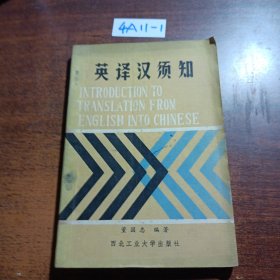 4A11-1
英译汉须知
INTRODUCTION TO
TRANSLATION FROM
ENGLISH INTO CHINESE
董国忠 编著
西北工业大学出版社